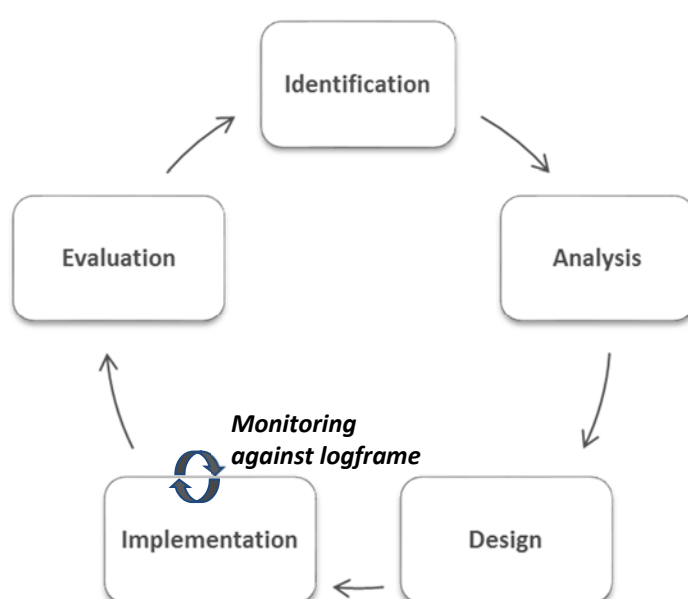 Identification
Evaluation
Analysis
Monitoring
against logframe
Implementation
Design